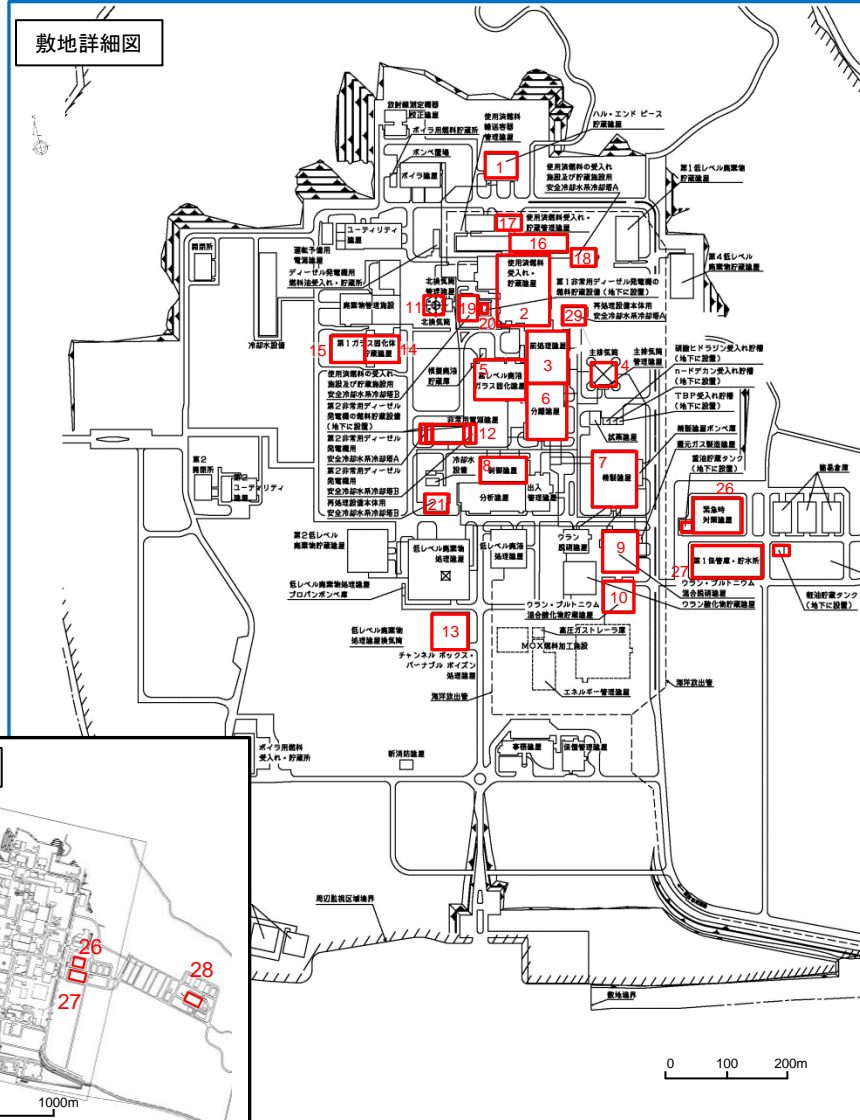 敷地詳細図
放射線測定機器
校正建屋
使用済燃料
輸送容器
管理建屋
ハル・エンド ピース
貯蔵建屋
ボイラ用燃料貯蔵所
ボンベ置場
ボイラ建屋
1
使用済燃料の受入れ
施設及び貯蔵施設用
安全冷却水系冷却塔A
第1低レベル廃棄物
貯蔵建屋
17
使用済燃料受入れ・
貯蔵管理建屋
16
18
ユーティリティ
建屋
開閉所
運転予備用
電源建屋
ディーゼル発電機用
燃料油受入れ・貯蔵所
使用済燃料
受入れ・
貯蔵建屋
第4低レベル
廃棄物貯蔵建屋
北換気筒
管理建屋
第1非常用ディーゼル発電機の
燃料貯蔵設備(地下に設置)
廃棄物管理施設
11
19
20
2
29
再処理設備本体用
安全冷却水系冷却塔A
北換気筒
冷却水設備
15
第1ガラス固化体
貯蔵建屋
14
模擬廃液
貯蔵庫
5
高レベル廃液
ガラス固化建屋
前処理建屋
3
主排気筒
4
主排気筒
管理建屋
硝酸ヒドラジン受入れ貯槽
(地下に設置)
n-ドデカン受入れ貯槽
(地下に設置)
TBP受入れ貯槽
(地下に設置)
使用済燃料の受入れ
施設及び貯蔵施設用
安全冷却水系冷却塔B
第2非常用ディーゼル
発電機の燃料貯蔵設備
(地下に設置)
第2非常用ディーゼル
発電機用
安全冷却水系冷却塔A
第2非常用ディーゼル
発電機用
安全冷却水系冷却塔B
再処理設備本体用
安全冷却水系冷却塔B
6
分離建屋
非常用電源建屋
12
試薬建屋
精製建屋ボンベ庫
還元ガス製造建屋
重油貯蔵タンク
(地下に設置)
第2
開閉所
第2
ユーティリティ
建屋
冷却水
設備
8
制御建屋
7
精製建屋
21
分析建屋
出入
管理建屋
26
緊急時
対策建屋
簡易倉庫
第2低レベル
廃棄物貯蔵建屋
低レベル廃棄物
処理建屋
低レベル廃液
処理建屋
ウラン
脱硝建屋
9
27
第1保管庫・貯水所
低レベル廃棄物処理建屋
プロパンボンベ庫
ウラン・プルトニウム
混合脱硝建屋
ウラン酸化物貯蔵建屋
軽油貯蔵タンク
(地下に設置)
10
ウラン・プルトニウム
混合酸化物貯蔵建屋
13
低レベル廃棄物
処理建屋換気筒
高圧ガストレーラ庫
MOX燃料加工施設
チャンネル ボックス・
バーナブル ポイズン
処理建屋
海洋放出管
エネルギー管理建屋
海洋放出管
ボイラ用燃料
受入れ・貯蔵所
新消防建屋
事務建屋
保健管理建屋
周辺監視区域境界
26
27
28
敷地境界
0 100 200m
1000m